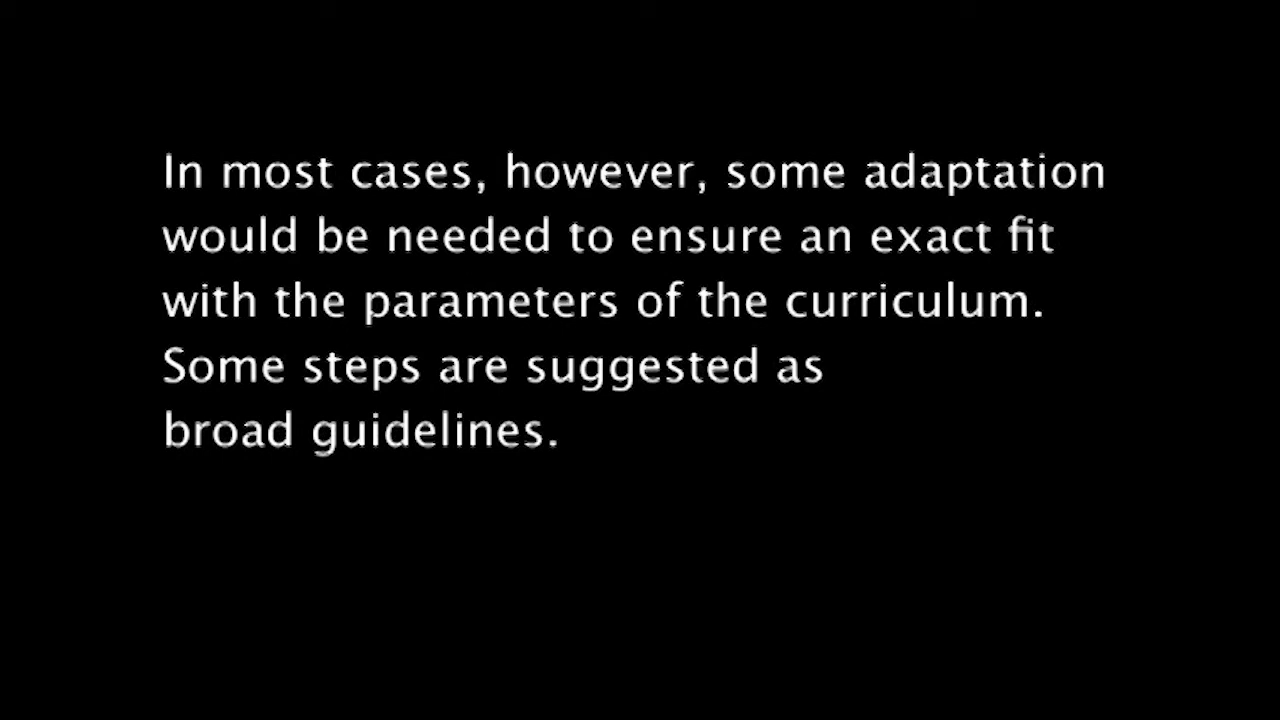 In most cases, however, some adaptation
would be needed to ensure an exact fit
with the parameters of the curriculum.
Some steps are suggested as
broad guidelines.